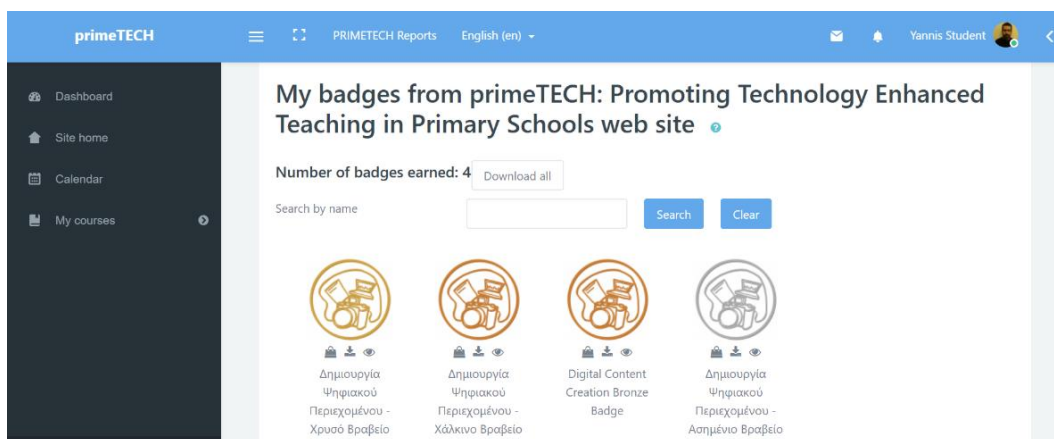 primeTECH
PRIMETECH Reports
English (en)
Yannis Student
Dashboard
Site home
Calendar
My courses
My badges from primeTECH: Promoting Technology Enhanced
Teaching in Primary Schools web site
Number of badges earned: 4
Download all
Search by name
Search
Clear
Δημιουργία
Ψηφιακού
Περιεχομένου -
Χρυσό Βραβείο
Δημιουργία
Ψηφιακού
Περιεχομένου -
Χάλκινο Βραβείο
Digital Content
Creation Bronze
Badge
Δημιουργία
Ψηφιακού
Περιεχομένου -
Ασημένιο Βραβείο